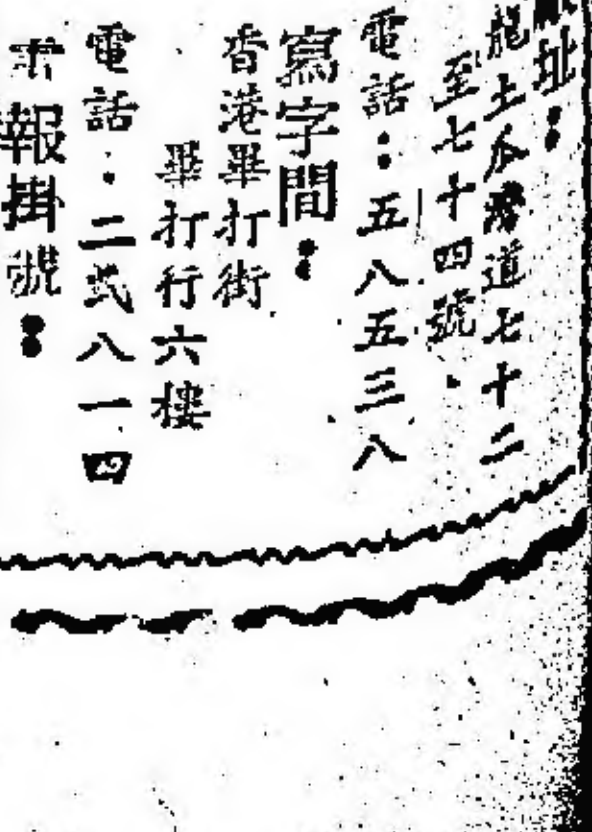 址：
龍土瓜灣道七十二
至七十四號．
電話：五八五三八
寫字間：
香港畢打街
畢打行六樓
電話：二弍八一四
報掛號：